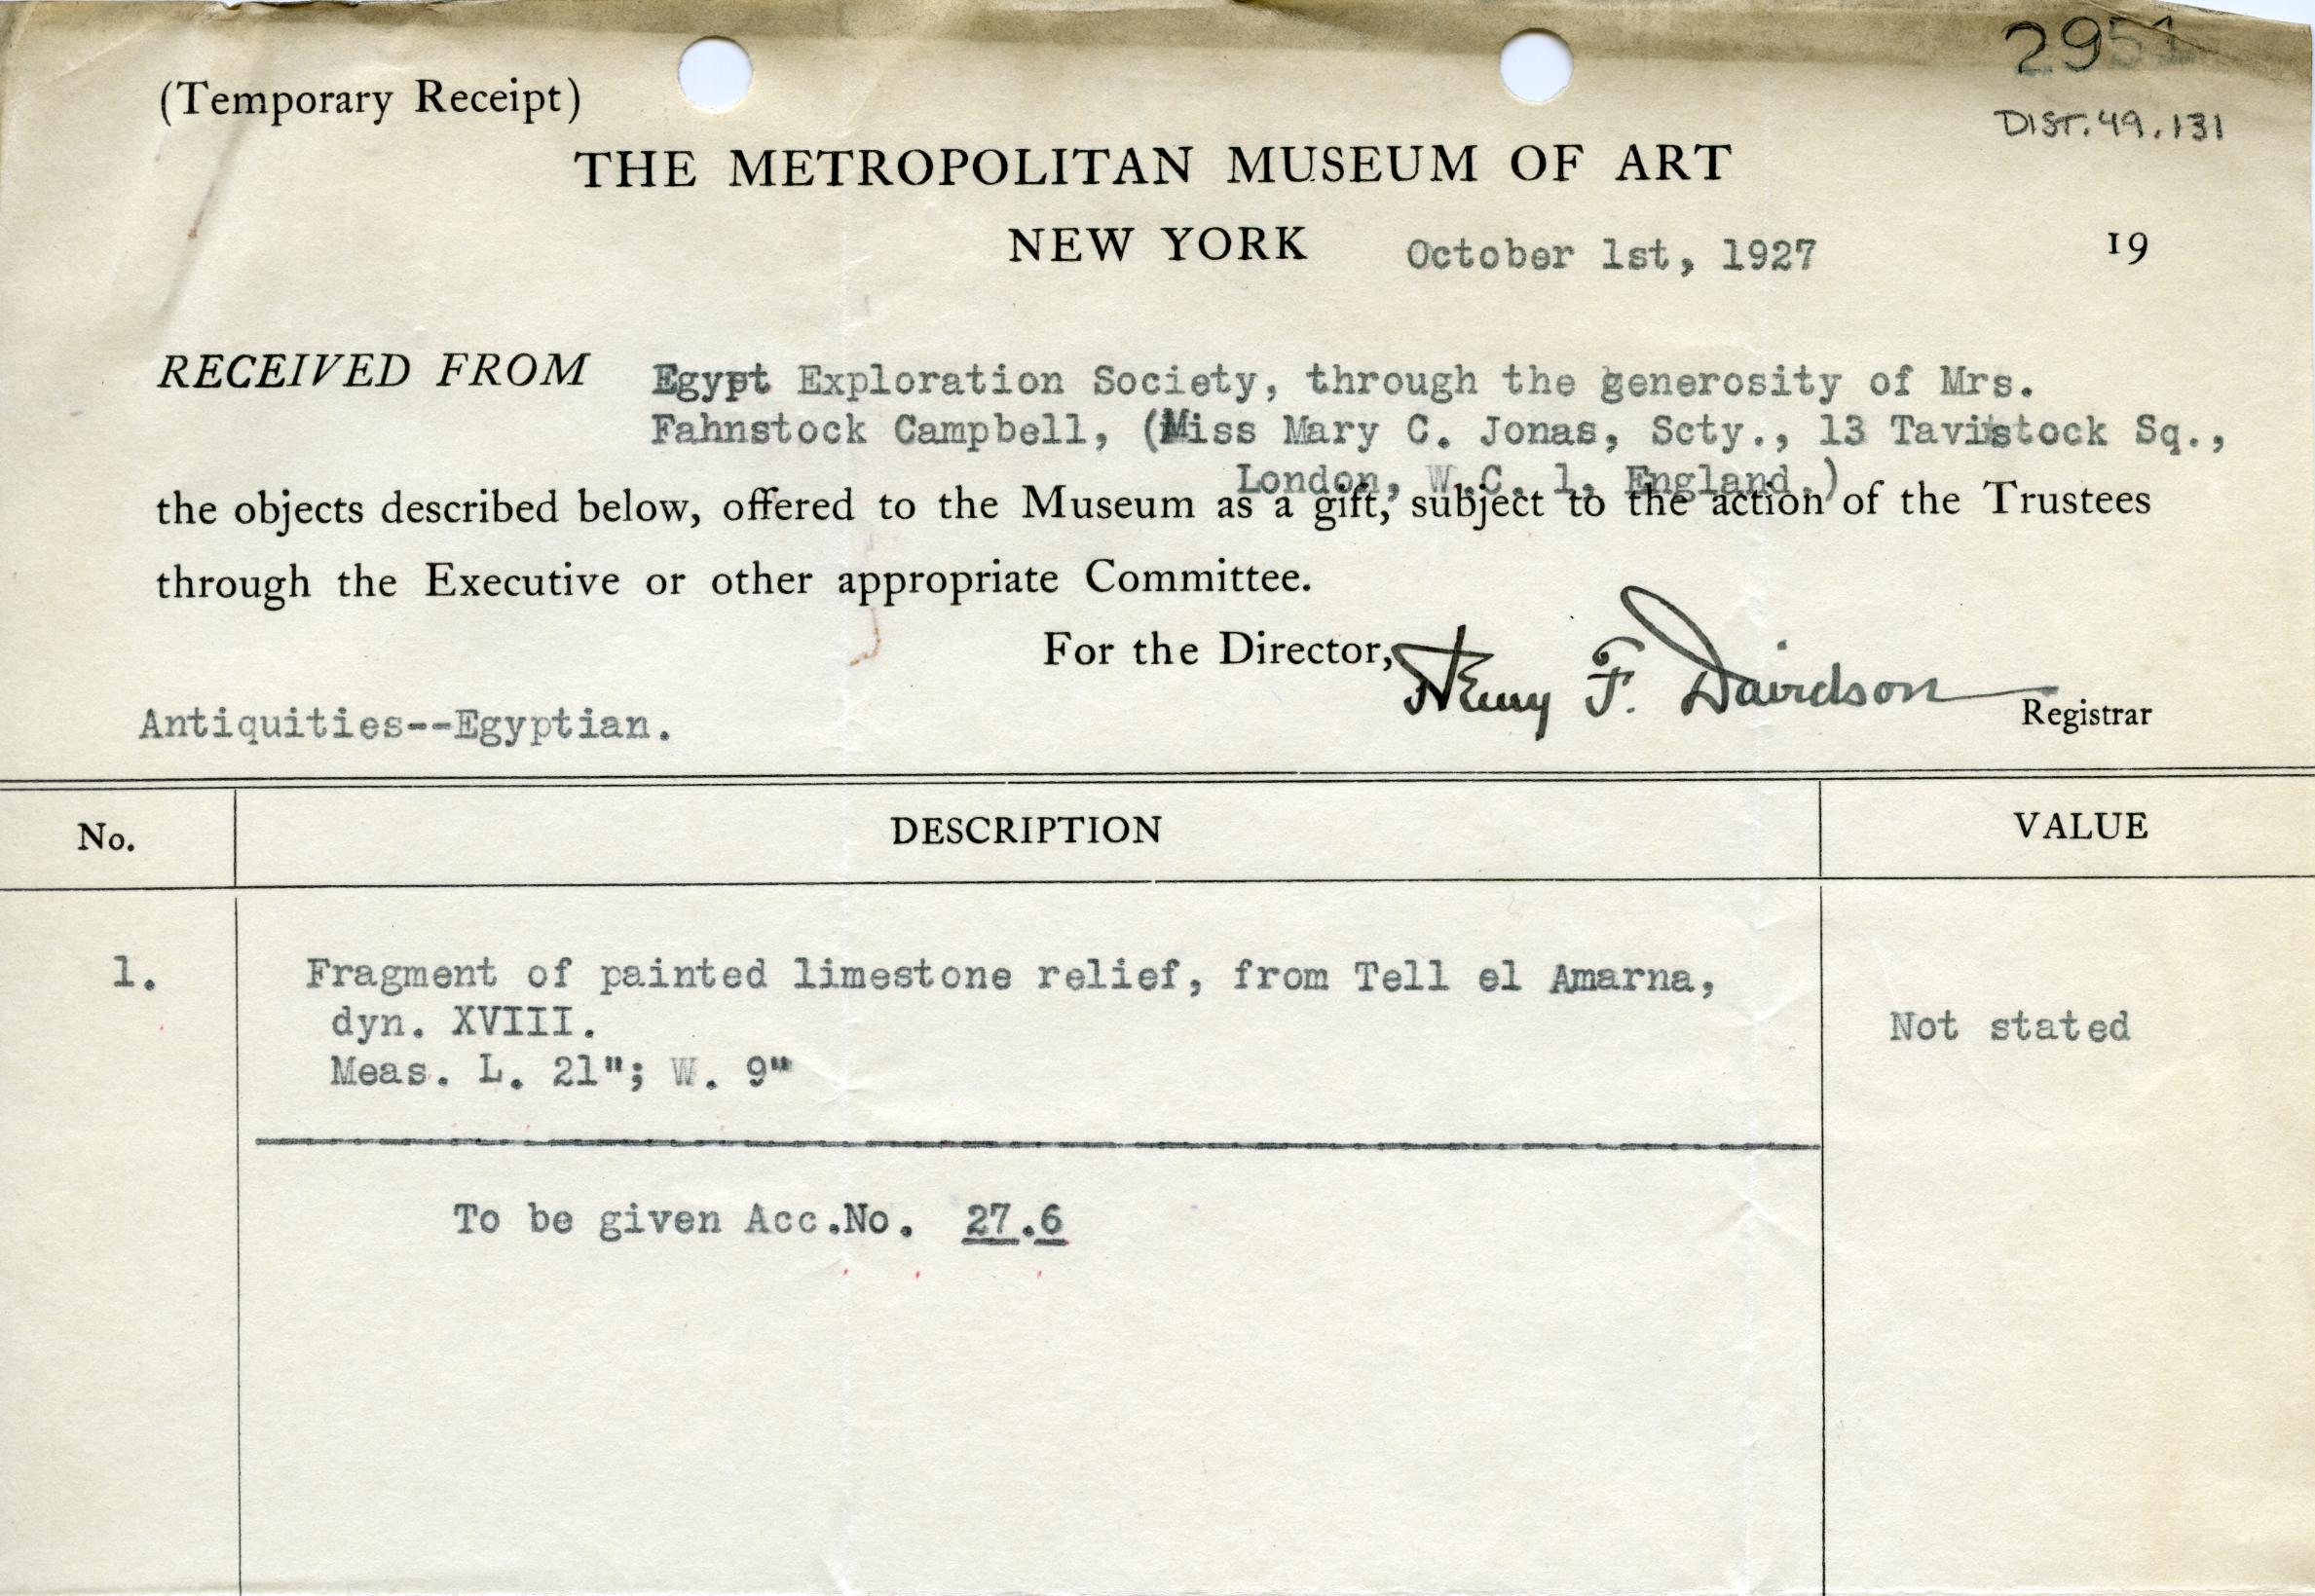 2951
(Temporary Receipt)
DIST.49.131
THE METROPOLITAN MUSEUM OF ART
NEW YORK October 1st, 1927 19
RECEIVED FROM Egypt Exploration Society, through the generosity of Mrs.
Fahnstock Campbell, (Miss Mary C. Jonas, Scty., 13 Tavistock Sq.,
London, W.C. 1, England.)
the objects described below, offered to the Museum as a gift, subject to the action of the Trustees
through the Executive or other appropriate Committee.
For the Director, Henry F. Davidson
Registrar
Antiquities--Egyptian.
No. DESCRIPTION VALUE
1. Fragment of painted limestone relief, from Tell el Amarna,
dyn. XVIII. Not stated
Meas. L. 21"; W. 9"
To be given Acc.No. 27.6